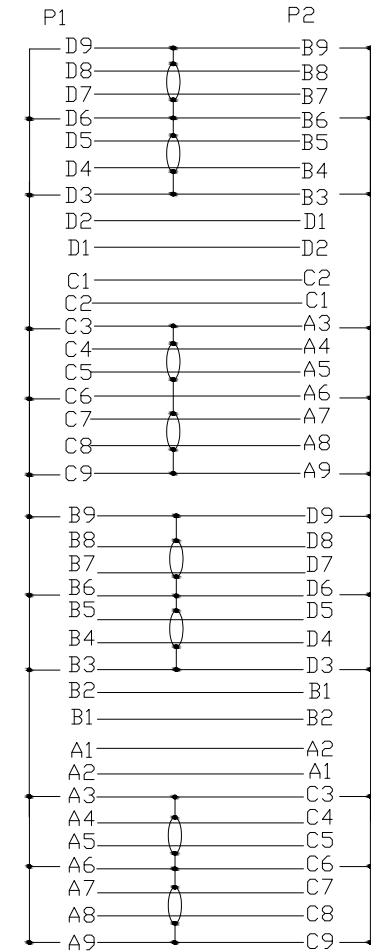 P1 P2
D9 B9
D8 B8
D7 B7
D6 B6
D5 B5
D4 B4
D3 B3
D2 D1
D1 D2
C1 C2
C2 C1
C3 A3
C4 A4
C5 A5
C6 A6
C7 A7
C8 A8
C9 A9
B9 D9
B8 D8
B7 D7
B6 D6
B5 D5
B4 D4
B3 D3
B2 B1
B1 B2
A1 A2
A2 A1
A3 C3
A4 C4
A5 C5
A6 C6
A7 C7
A8 C8
A9 C9